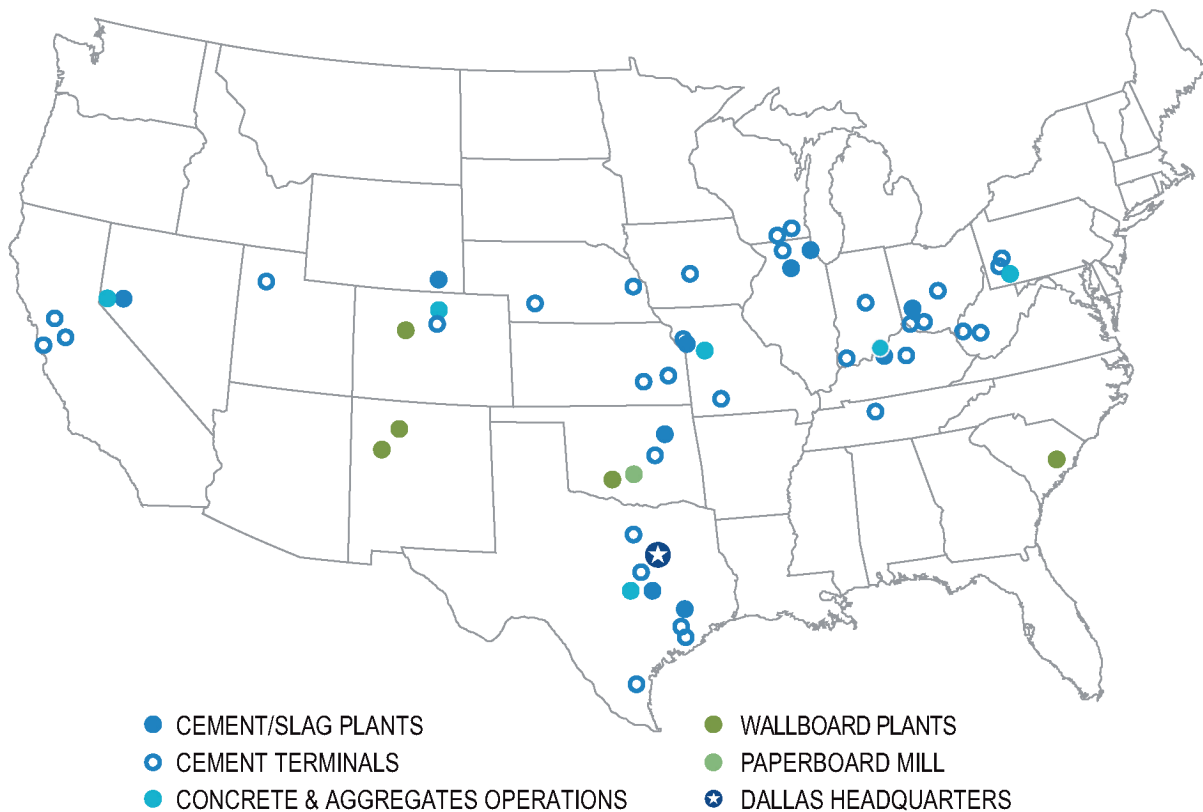 CEMENT/SLAG PLANTS
CEMENT TERMINALS
CONCRETE & AGGREGATES OPERATIONS
WALLBOARD PLANTS
PAPERBOARD MILL
DALLAS HEADQUARTERS